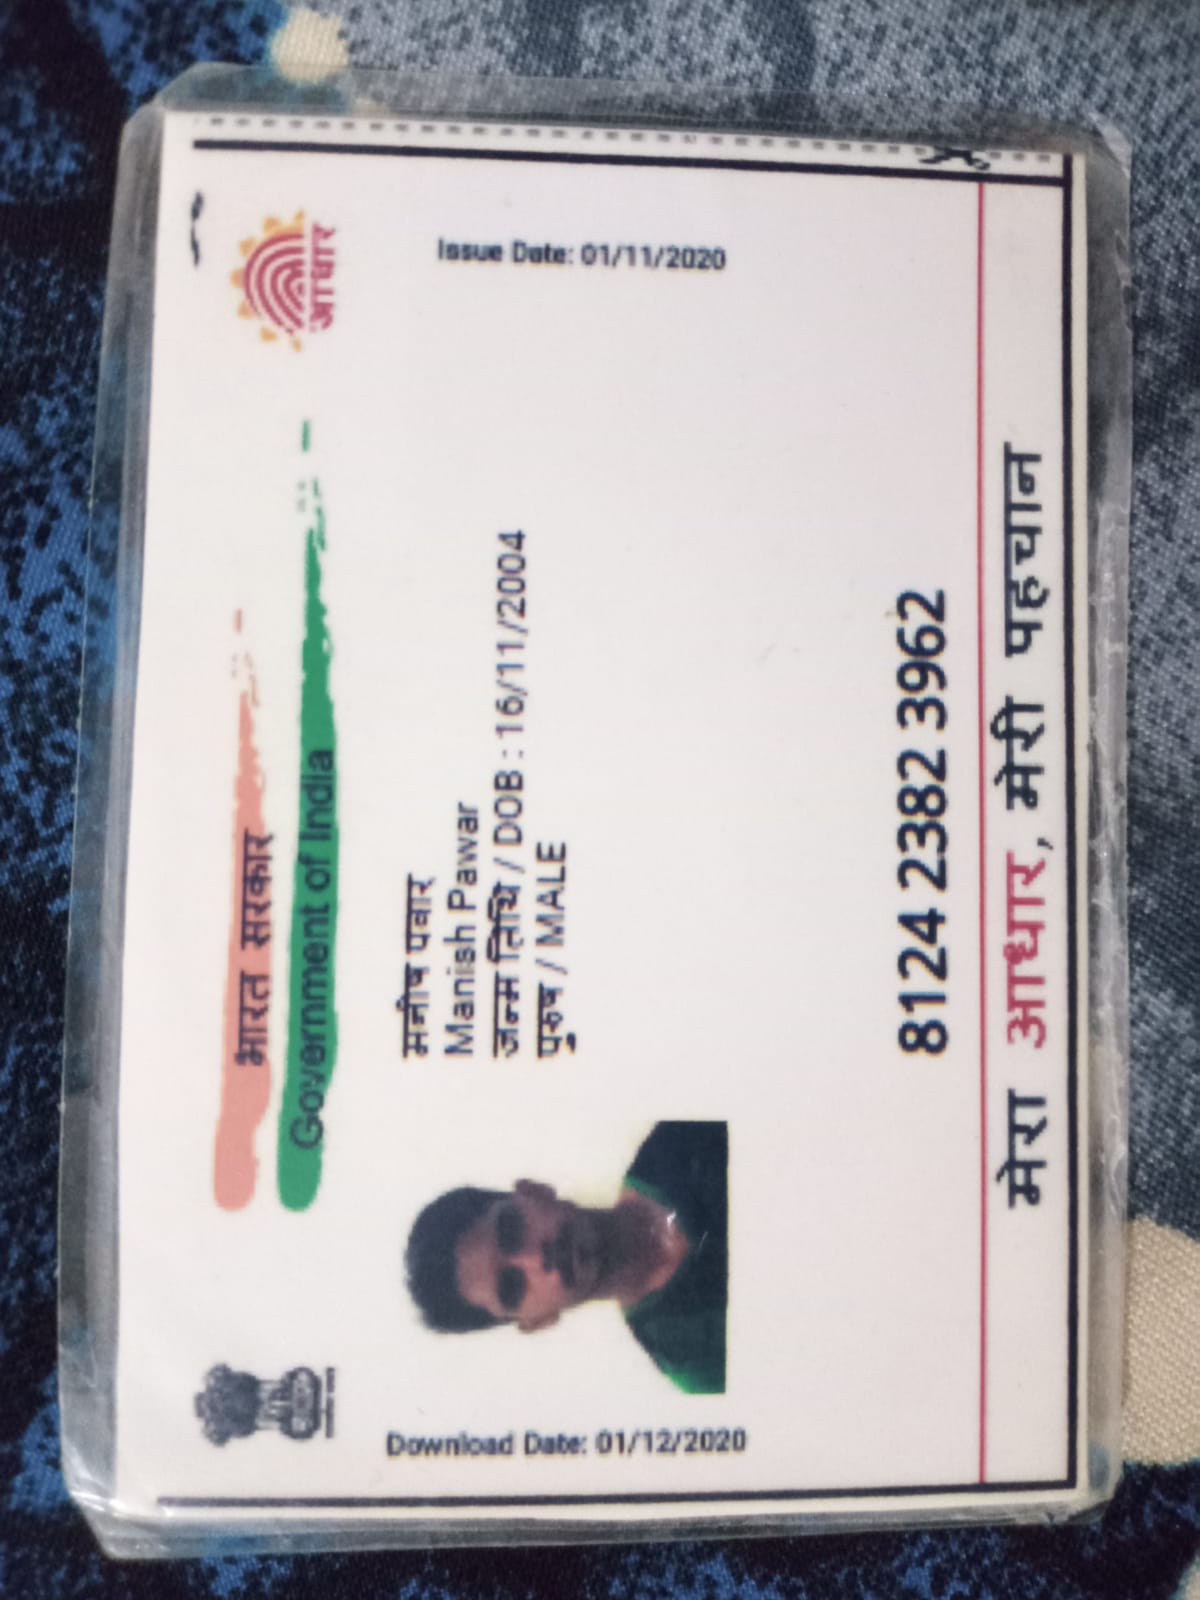 भारत सरकार
Government of India
आधार
Download Date: 01/12/2020
मनीष पवार
Manish Pawar
जन्म तिथि / DOB : 16/11/2004
पुरुष / MALE
Issue Date: 01/11/2020
8124 2382 3962
मेरा आधार, मेरी पहचान